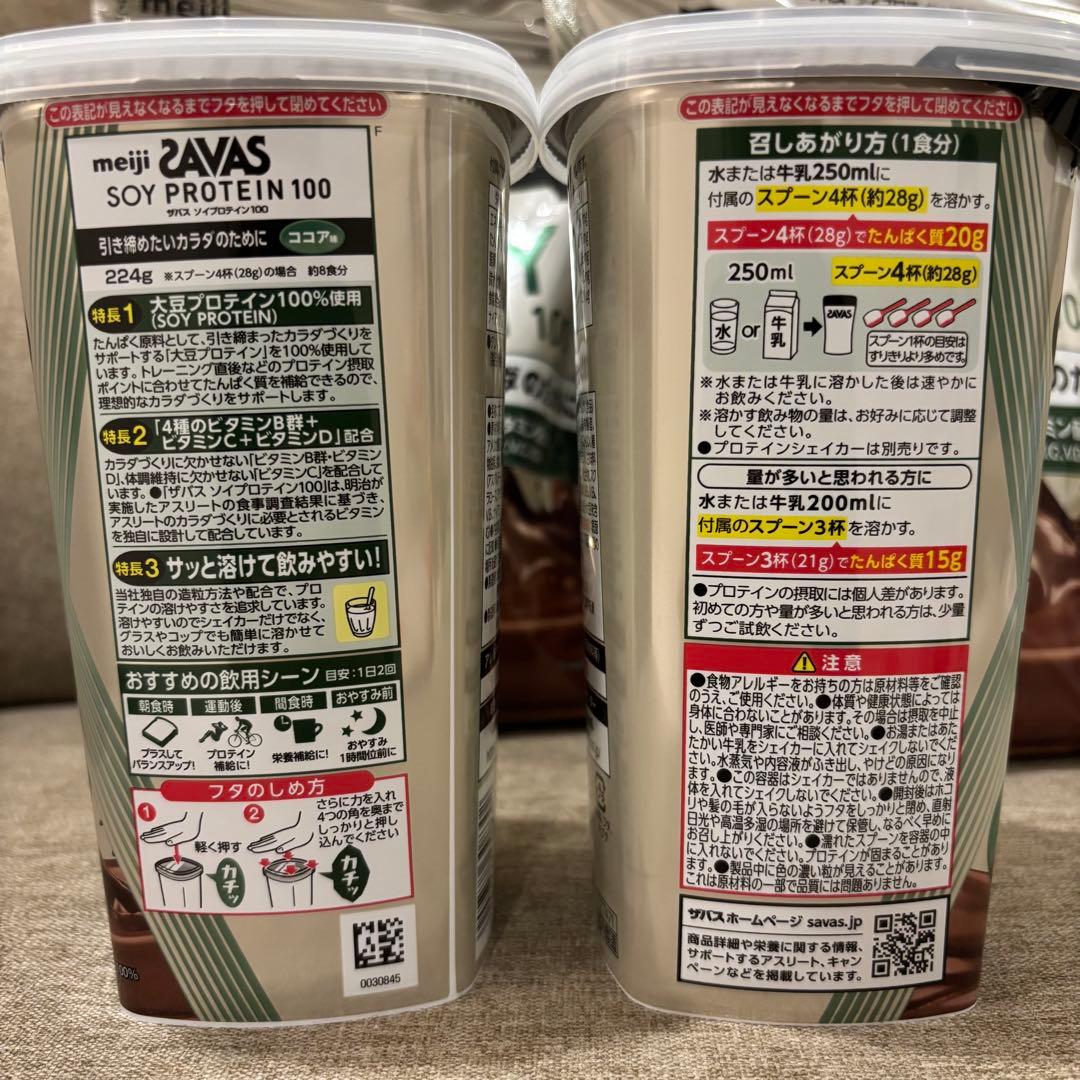 meiji
この表記が見えなくなるまでフタを押して閉めてください
F
meiji SAVAS
SOY PROTEIN 100
ザバス ソイプロテイン100
引き締めたいカラダのために ココア味
224g ※スプーン4杯(28g)の場合 約8食分
特長1 大豆プロテイン100%使用
(SOY PROTEIN)
たんぱく原料として、引き締まったカラダづくりを
サポートする「大豆プロテイン」を100%使用して
います。トレーニング直後などのプロテイン摂取
ポイントに合わせてたんぱく質を補給できるので、
理想的なカラダづくりをサポートします。
特長2 「4種のビタミンB群+
ビタミンC+ビタミンD」配合
カラダづくりに欠かせない「ビタミンB群・ビタミン
D」、体調維持に欠かせない「ビタミンC」を配合して
います。●「ザバス ソイプロテイン100」は、明治が
実施したアスリートの食事調査結果に基づき、
アスリートのカラダづくりに必要とされるビタミン
を独自に設計して配合しています。
特長3 サッと溶けて飲みやすい!
当社独自の造粒方法や配合で、プロ
テインの溶けやすさを追求しています。
溶けやすいのでシェイカーだけでなく、
グラスやコップでも簡単に溶かせて
おいしくお飲みいただけます。
おすすめの飲用シーン 目安:1日2回
朝食時 運動後 間食時 おやすみ前
プラスして
バランスアップ!
プロテイン
補給に!
栄養補給に!
おやすみ
1時間位前に
フタのしめ方
1 軽く押す カチッ
2 さらに力を入れ
4つの角を奥まで
しっかりと押し
込んでください
カチッ
0030845
00%
この表記が見えなくなるまでフタを押して閉めてください
召しあがり方(1食分)
水または牛乳250mlに
付属の スプーン4杯(約28g) を溶かす。
スプーン4杯(28g)でたんぱく質20g
250ml スプーン4杯(約28g)
水 or 牛乳 SAVAS
スプーン1杯の目安は
すりきりより多めです。
※水または牛乳に溶かした後は速やかに
お飲みください。
※溶かす飲み物の量は、お好みに応じて調整
してください。
●プロテインシェイカーは別売りです。
量が多いと思われる方に
水または牛乳200mlに
付属のスプーン3杯を溶かす。
スプーン3杯(21g)でたんぱく質15g
●プロテインの摂取には個人差があります。
初めての方や量が多いと思われる方は、少量
ずつご試飲ください。
注意
●食物アレルギーをお持ちの方は原材料等をご確認
のうえ、ご使用ください。●体質や健康状態によっては
身体に合わないことがあります。その場合は摂取を中止
し、医師や専門家にご相談ください。●お湯またはあた
たかい牛乳をシェイカーに入れてシェイクしないでくだ
さい。水蒸気や内容液がふき出し、やけどの原因になり
ます。●この容器はシェイカーではありませんので、液
体を入れてシェイクしないでください。●開封後はホコ
リや髪の毛が入らないようフタをしっかりと閉め、直射
日光や高温多湿の場所を避けて保管し、なるべく早めに
お召し上がりください。●濡れたスプーンを容器の中
に入れないでください。プロテインが固まることがあり
ます。●製品中に色の濃い粒が見えることがあります。
これは原材料の一部で品質には問題ありません。
ザバス ホームページ savas.jp
商品詳細や栄養に関する情報、
サポートするアスリート、キャン
ペーンなどを掲載しています。